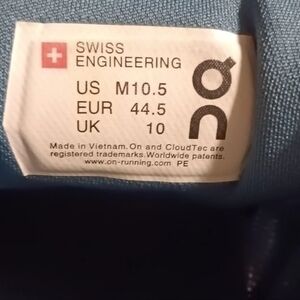 SWISS
ENGINEERING
US M10.5
EUR 44.5
UK 10
on
Made in Vietnam. On and CloudTec are
registered trademarks. Worldwide patents.
www.on-running.com PE